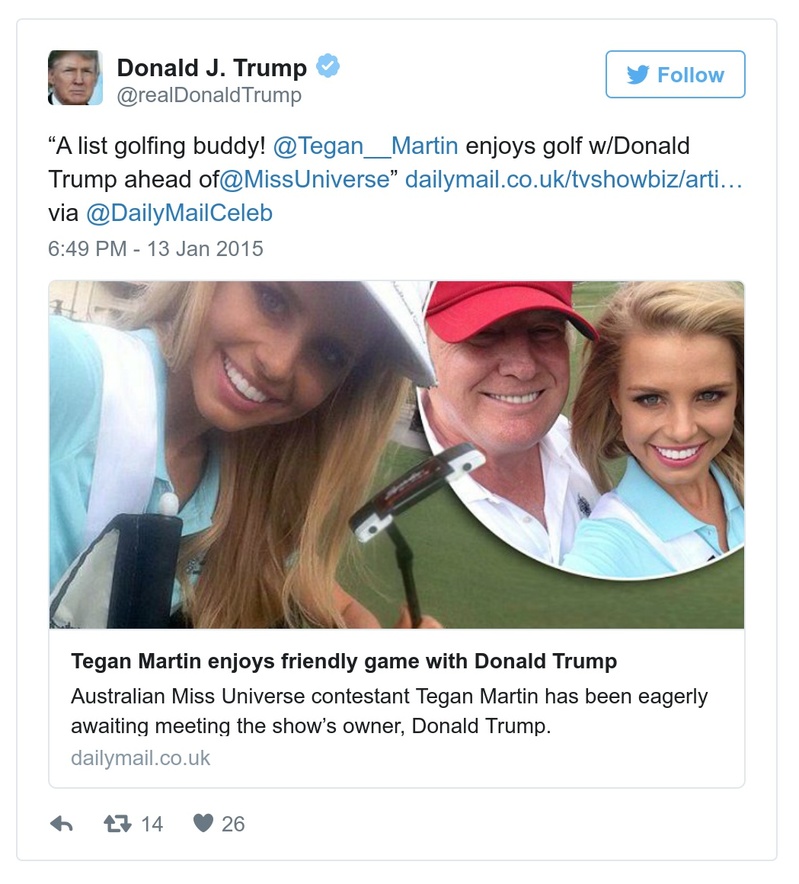 Donald J. Trump
@realDonaldTrump
Follow
“A list golfing buddy! @Tegan__Martin enjoys golf w/Donald
Trump ahead of@MissUniverse” dailymail.co.uk/tvshowbiz/arti…
via @DailyMailCeleb
6:49 PM - 13 Jan 2015
Tegan Martin enjoys friendly game with Donald Trump
Australian Miss Universe contestant Tegan Martin has been eagerly
awaiting meeting the show’s owner, Donald Trump.
dailymail.co.uk
14
26